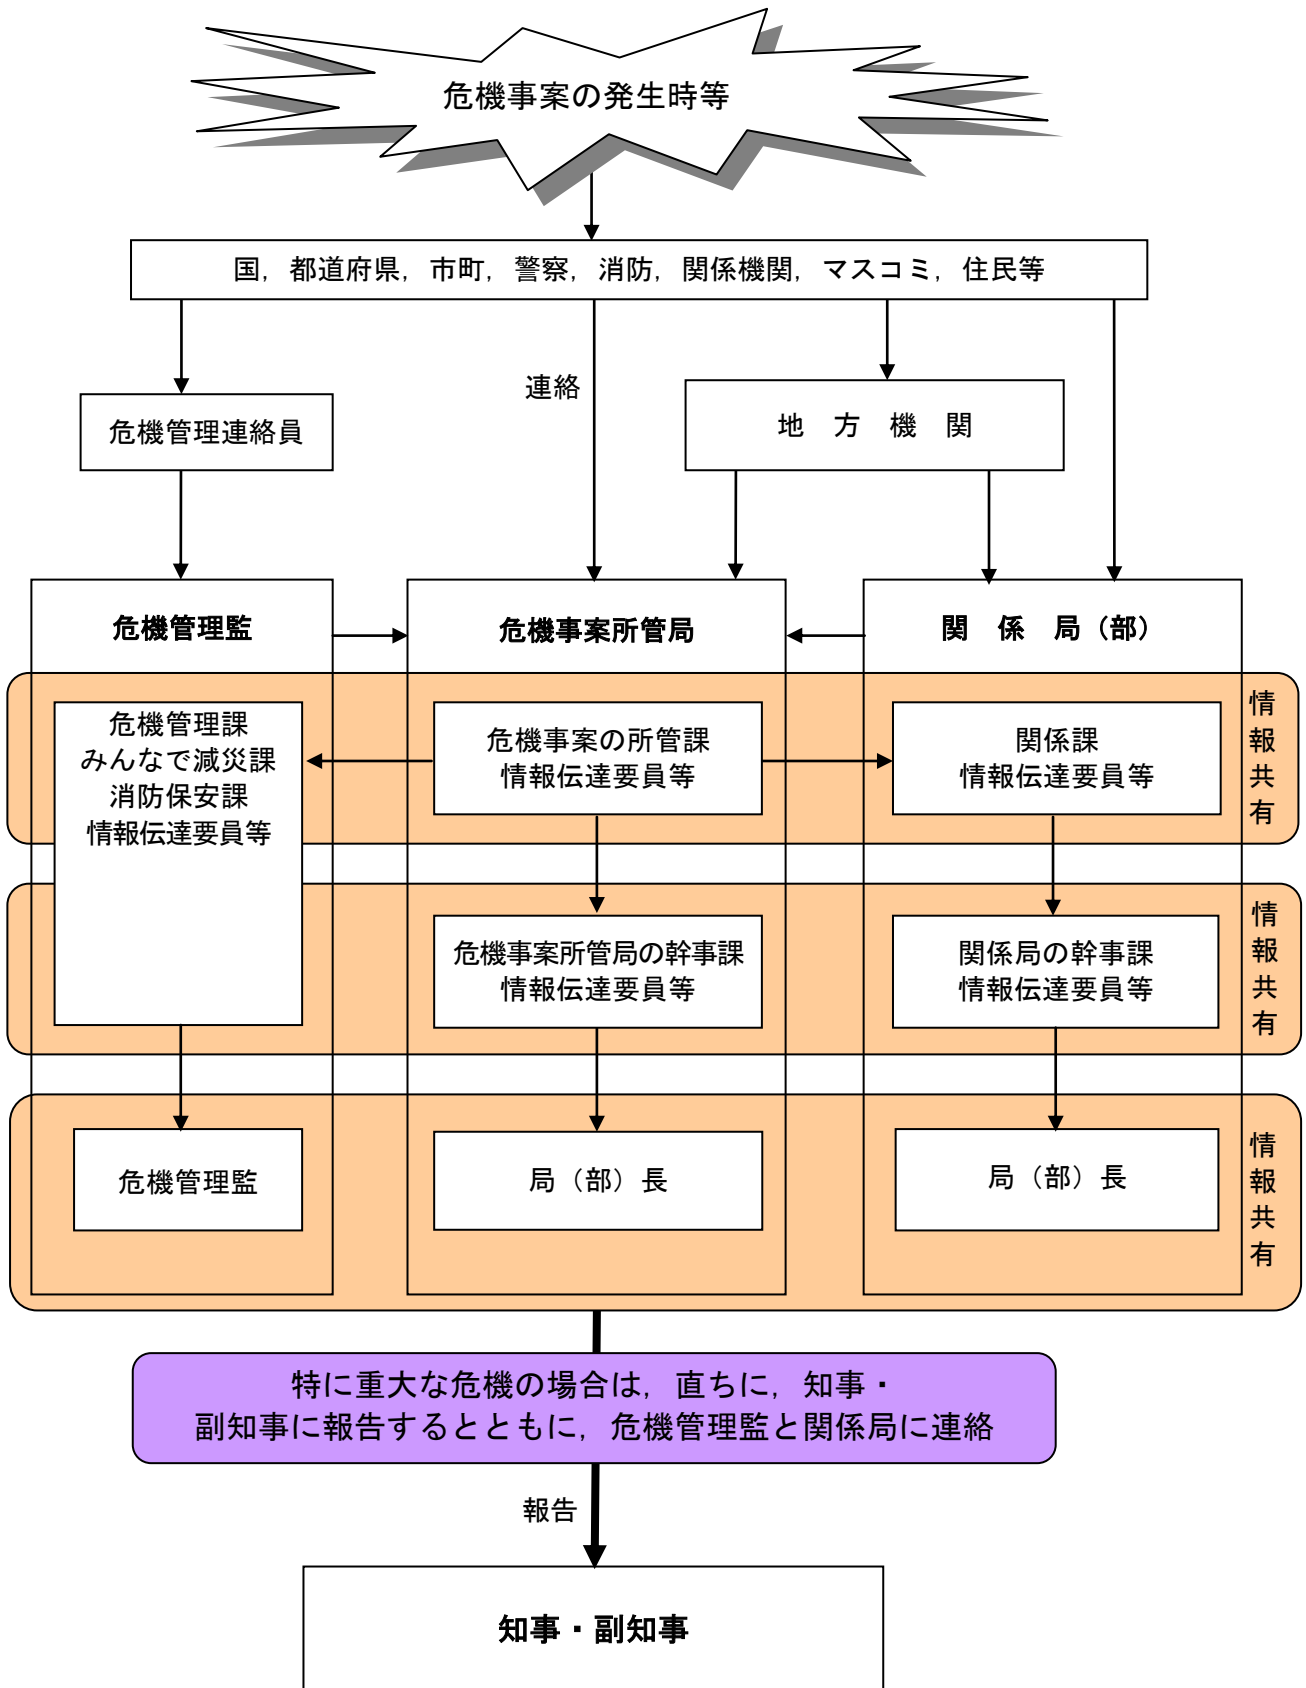 危機事案の発生時等
国，都道府県，市町，警察，消防，関係機関，マスコミ，住民等
連絡
危機管理連絡員
地　方　機　関
危機管理監
危機事案所管局
関　係　局（部）
危機管理課
みんなで減災課
消防保安課
情報伝達要員等
危機事案の所管課
情報伝達要員等
関係課
情報伝達要員等
情報共有
危機事案所管局の幹事課
情報伝達要員等
関係局の幹事課
情報伝達要員等
情報共有
危機管理監
局（部）長
局（部）長
情報共有
特に重大な危機の場合は，直ちに，知事・
副知事に報告するとともに，危機管理監と関係局に連絡
報告
知事・副知事